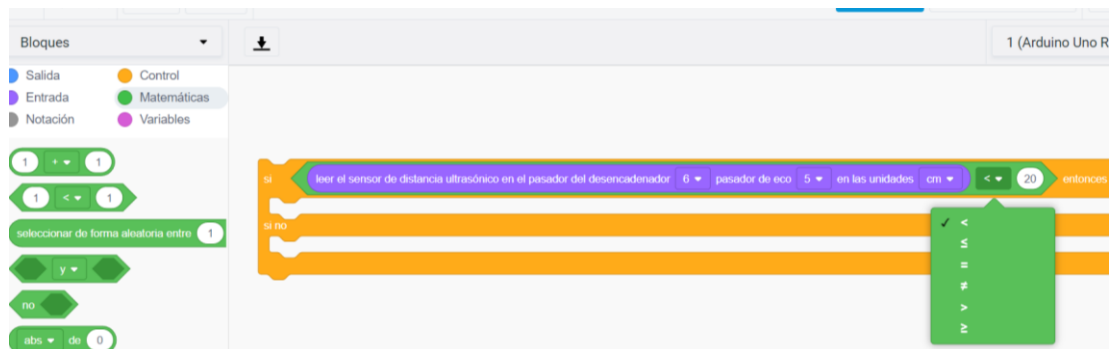 Bloques
1 (Arduino Uno R
Salida Control
Entrada Matemáticas
Notación Variables
1 + 1
1 < 1
seleccionar de forma aleatoria entre 1
y
no
abs de 0
si leer el sensor de distancia ultrasónico en el pasador del desencadenador 6 pasador de eco 5 en las unidades cm < 20 entonces
si no
✓ <
≤
=
≠
>
≥